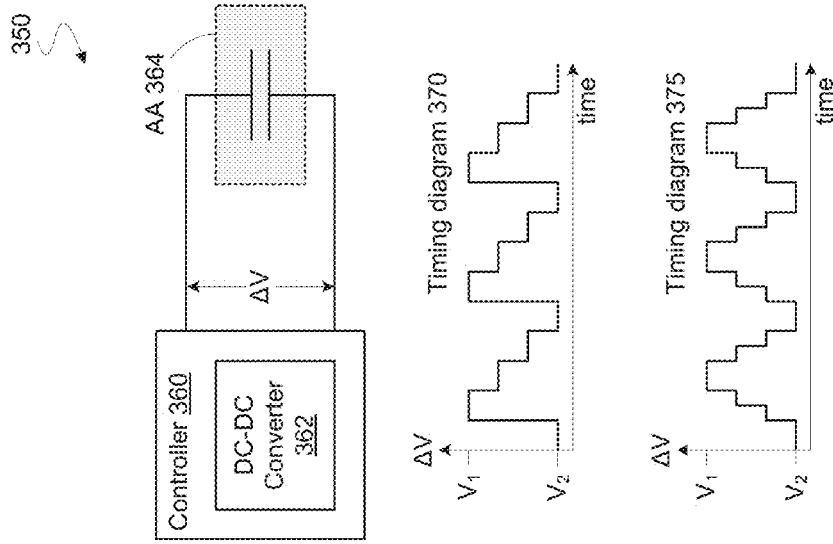 350
AA 364
ΔV
Controller 360
DC-DC
Converter
362
Timing diagram 370
ΔV
V₁
V₂
time
Timing diagram 375
ΔV
V₁
V₂
time